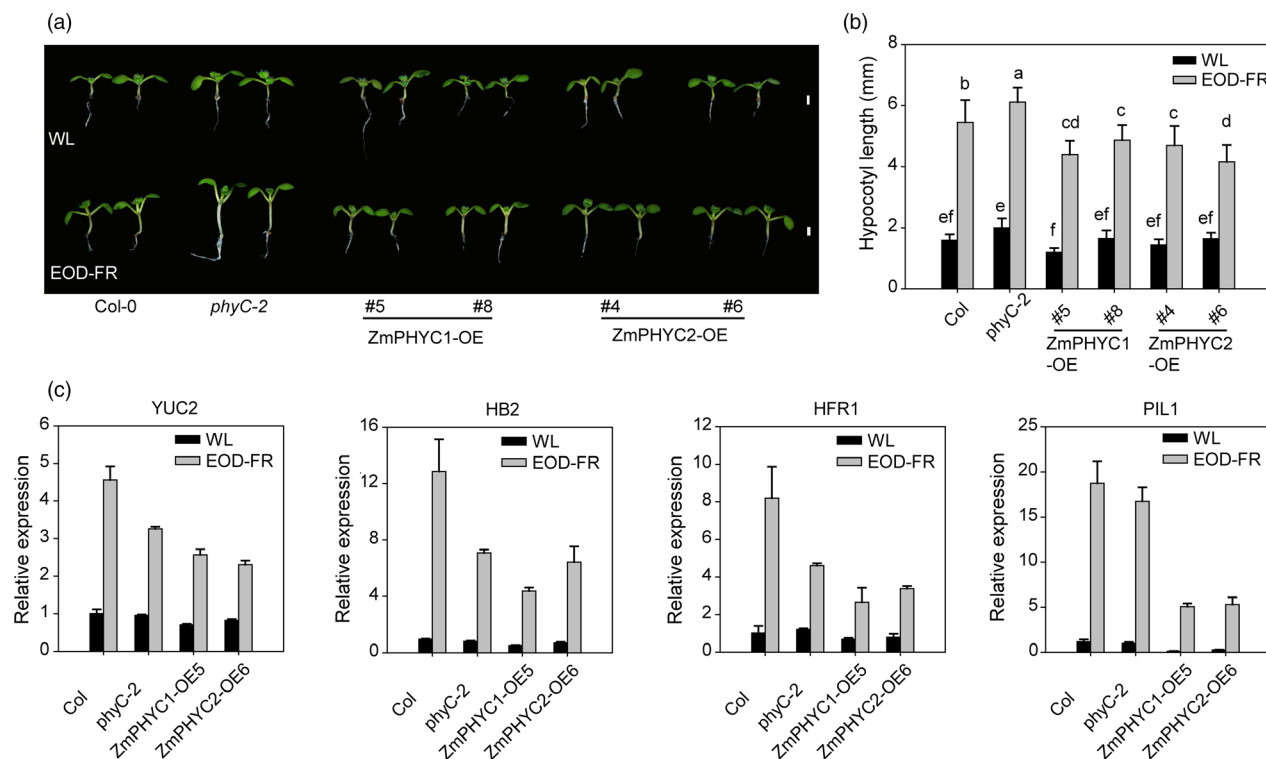 (a)
WL
EOD-FR
Col-0 phyC-2 #5 #8 #4 #6
ZmPHYC1-OE ZmPHYC2-OE
(b)
WL
EOD-FR
Hypocotyl length (mm)
8
6
4
2
0
ef b e a f cd ef c ef c ef d
Col phyC-2 #5 #8 #4 #6
ZmPHYC1 ZmPHYC2
-OE -OE
(c)
YUC2
WL
EOD-FR
Relative expression
6
5
4
3
2
1
0
Col phyC-2 ZmPHYC1-OE5 ZmPHYC2-OE6
HB2
WL
EOD-FR
Relative expression
16
12
8
4
0
Col phyC-2 ZmPHYC1-OE5 ZmPHYC2-OE6
HFR1
WL
EOD-FR
Relative expression
12
10
8
6
4
2
0
Col phyC-2 ZmPHYC1-OE5 ZmPHYC2-OE6
PIL1
WL
EOD-FR
Relative expression
25
20
15
10
5
0
Col phyC-2 ZmPHYC1-OE5 ZmPHYC2-OE6